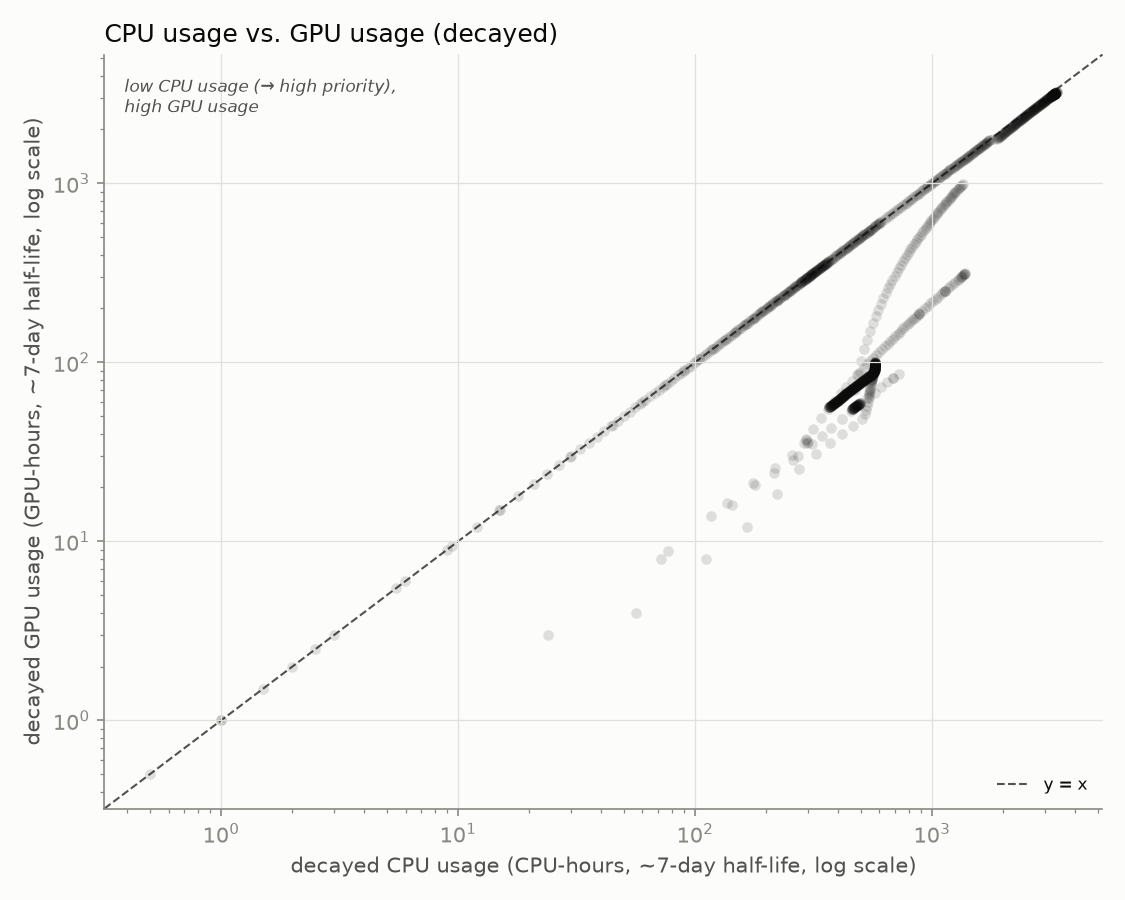 CPU usage vs. GPU usage (decayed)
low CPU usage (→ high priority),
high GPU usage
decayed GPU usage (GPU-hours, ~7-day half-life, log scale)
10³
10²
10¹
10⁰
y = x
10⁰ 10¹ 10² 10³
decayed CPU usage (CPU-hours, ~7-day half-life, log scale)